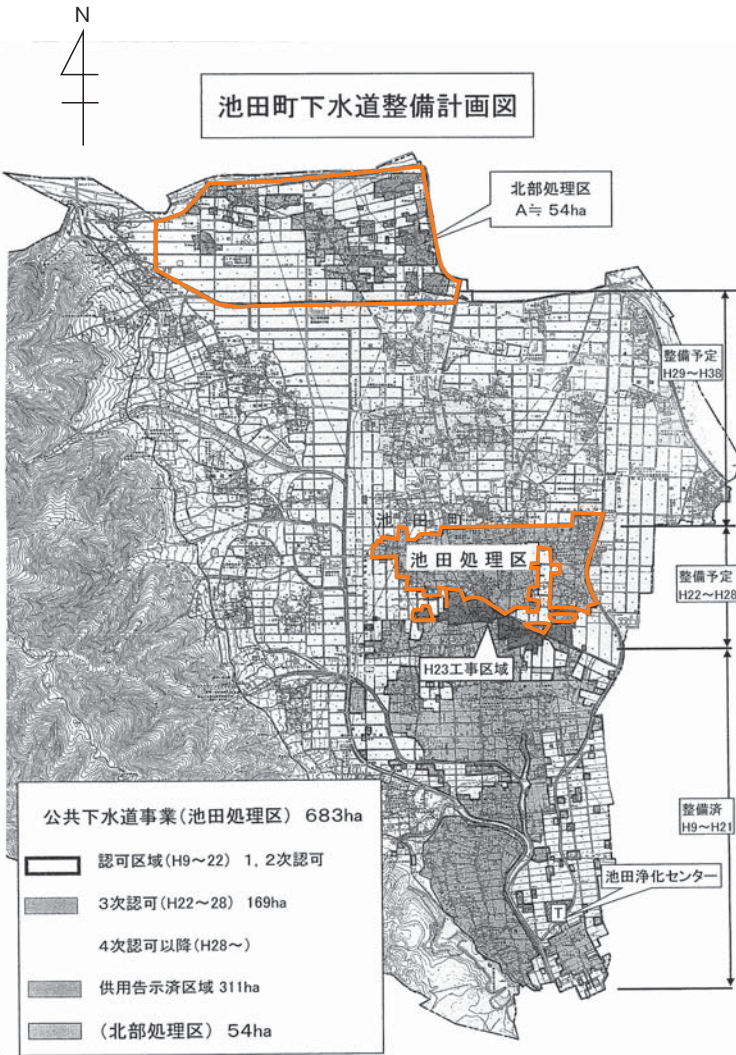 N
池田町下水道整備計画図
北部処理区
A≒ 54ha
整備予定
H29～H38
池田町
池田処理区
整備予定
H22～H28
H23工事区域
整備済
H9～H21
池田浄化センター
T
公共下水道事業(池田処理区) 683ha
認可区域(H9～22) 1, 2次認可
3次認可(H22～28) 169ha
4次認可以降(H28～)
供用告示済区域 311ha
(北部処理区) 54ha